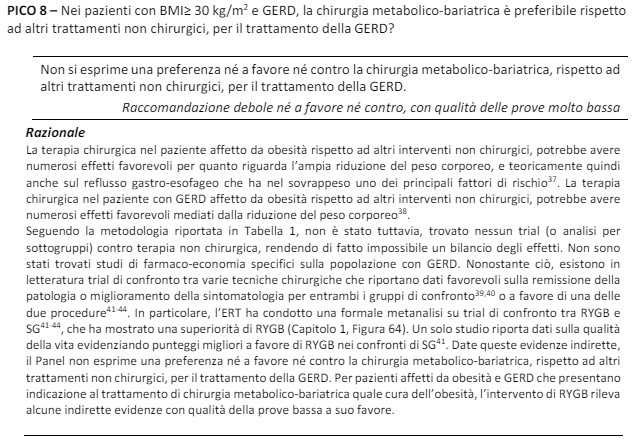 PICO 8 – Nei pazienti con BMI≥ 30 kg/m² e GERD, la chirurgia metabolico-bariatrica è preferibile rispetto
ad altri trattamenti non chirurgici, per il trattamento della GERD?
Non si esprime una preferenza né a favore né contro la chirurgia metabolico-bariatrica, rispetto ad
altri trattamenti non chirurgici, per il trattamento della GERD.
Raccomandazione debole né a favore né contro, con qualità delle prove molto bassa
Razionale
La terapia chirurgica nel paziente affetto da obesità rispetto ad altri interventi non chirurgici, potrebbe avere
numerosi effetti favorevoli per quanto riguarda l'ampia riduzione del peso corporeo, e teoricamente quindi
anche sul reflusso gastro-esofageo che ha nel sovrappeso uno dei principali fattori di rischio³⁷. La terapia
chirurgica nel paziente con GERD affetto da obesità rispetto ad altri interventi non chirurgici, potrebbe avere
numerosi effetti favorevoli mediati dalla riduzione del peso corporeo³⁸.
Seguendo la metodologia riportata in Tabella 1, non è stato tuttavia, trovato nessun trial (o analisi per
sottogruppi) contro terapia non chirurgica, rendendo di fatto impossibile un bilancio degli effetti. Non sono
stati trovati studi di farmaco-economia specifici sulla popolazione con GERD. Nonostante ciò, esistono in
letteratura trial di confronto tra varie tecniche chirurgiche che riportano dati favorevoli sulla remissione della
patologia o miglioramento della sintomatologia per entrambi i gruppi di confronto³⁹,⁴⁰ o a favore di una delle
due procedure⁴¹⁻⁴⁴. In particolare, l'ERT ha condotto una formale metanalisi su trial di confronto tra RYGB e
SG⁴¹⁻⁴⁴, che ha mostrato una superiorità di RYGB (Capitolo 1, Figura 64). Un solo studio riporta dati sulla qualità
della vita evidenziando punteggi migliori a favore di RYGB nei confronti di SG⁴¹. Date queste evidenze indirette,
il Panel non esprime una preferenza né a favore né contro la chirurgia metabolico-bariatrica, rispetto ad altri
trattamenti non chirurgici, per il trattamento della GERD. Per pazienti affetti da obesità e GERD che presentano
indicazione al trattamento di chirurgia metabolico-bariatrica quale cura dell'obesità, l'intervento di RYGB rileva
alcune indirette evidenze con qualità della prove bassa a suo favore.